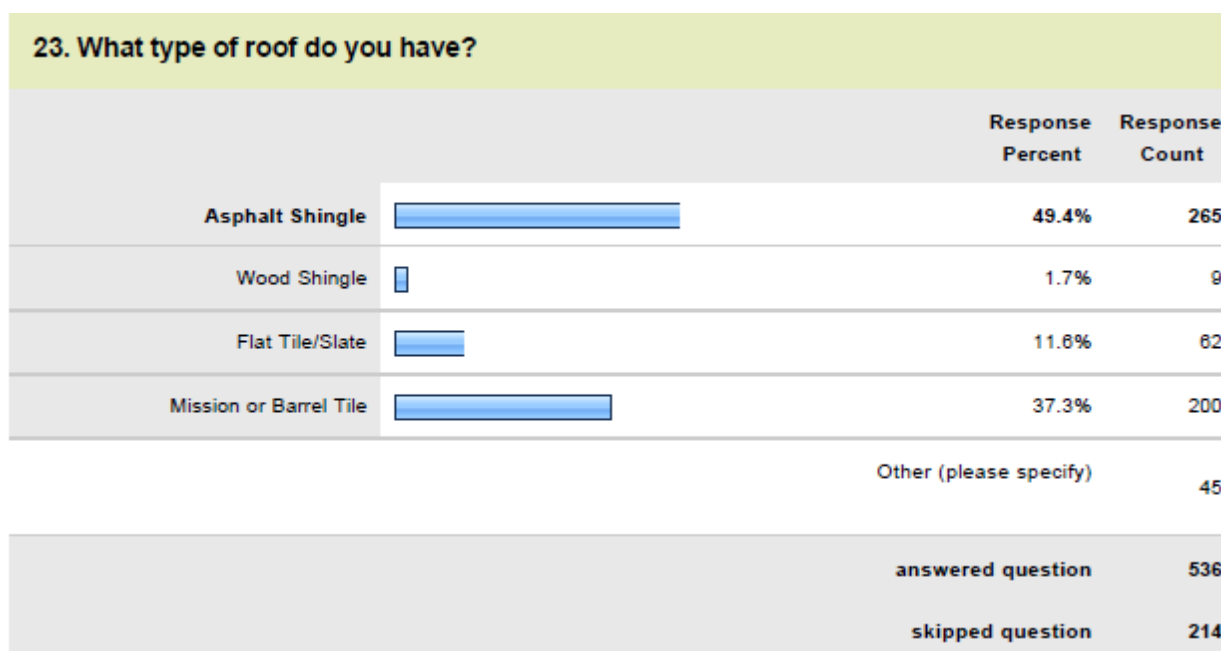 23. What type of roof do you have?
Response Percent Response Count
Asphalt Shingle 49.4% 265
Wood Shingle 1.7% 9
Flat Tile/Slate 11.6% 62
Mission or Barrel Tile 37.3% 200
Other (please specify) 45
answered question 536
skipped question 214